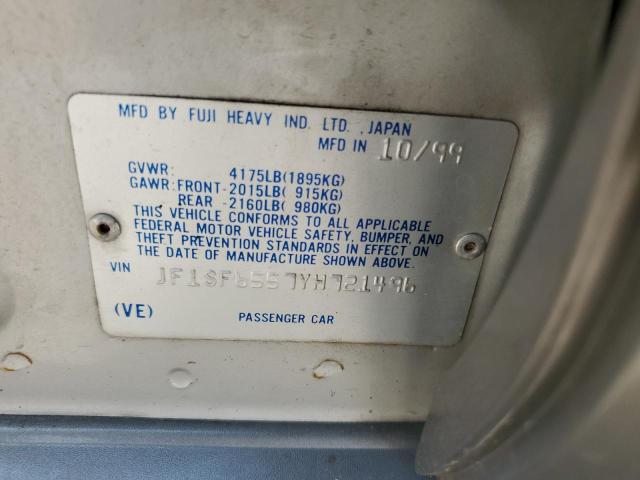 MFD BY FUJI HEAVY IND. LTD. , JAPAN
MFD IN 10/99
GVWR: 4175LB(1895KG)
GAWR: FRONT-2015LB( 915KG)
REAR -2160LB( 980KG)
THIS VEHICLE CONFORMS TO ALL APPLICABLE
FEDERAL MOTOR VEHICLE SAFETY, BUMPER, AND
THEFT PREVENTION STANDARDS IN EFFECT ON
THE DATE OF MANUFACTURE SHOWN ABOVE.
VIN JF1SF6557YH721496
(VE) PASSENGER CAR